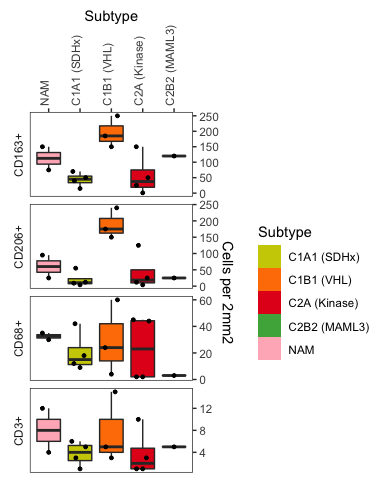 Subtype
NAM
C1A1 (SDHx)
C1B1 (VHL)
C2A (Kinase)
C2B2 (MAML3)
CD163+
250
200
150
100
50
0
CD206+
250
200
150
100
50
0
CD68+
60
40
20
0
CD3+
12
8
4
Cells per 2mm2
Subtype
C1A1 (SDHx)
C1B1 (VHL)
C2A (Kinase)
C2B2 (MAML3)
NAM